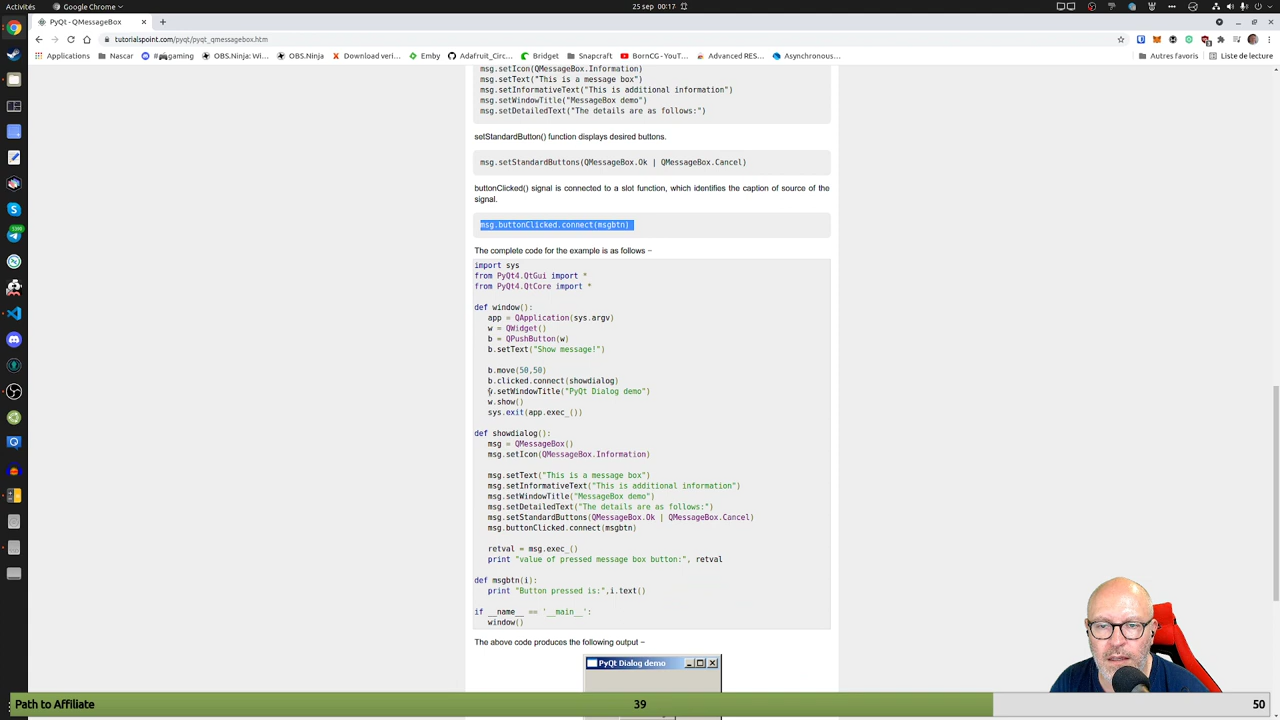 Activités
Google Chrome
25 sep 00:17
PyQt - QMessageBox
tutorialspoint.com/pyqt/pyqt_qmessagebox.htm
Applications
Nascar
#🎮gaming
OBS.Ninja: Wi...
OBS.Ninja
Download verif...
Emby
Adafruit_Circ...
Bridget
Snapcraft
BornCG - YouT...
Advanced RES...
Asynchronous...
Autres favoris
Liste de lecture
msg.setIcon(QMessageBox.Information)
msg.setText("This is a message box")
msg.setInformativeText("This is additional information")
msg.setWindowTitle("MessageBox demo")
msg.setDetailedText("The details are as follows:")
setStandardButton() function displays desired buttons.
msg.setStandardButtons(QMessageBox.Ok | QMessageBox.Cancel)
buttonClicked() signal is connected to a slot function, which identifies the caption of source of the
signal.
msg.buttonClicked.connect(msgbtn)
The complete code for the example is as follows −
import sys
from PyQt4.QtGui import *
from PyQt4.QtCore import *
def window():
app = QApplication(sys.argv)
w = QWidget()
b = QPushButton(w)
b.setText("Show message!")
b.move(50,50)
b.clicked.connect(showdialog)
w.setWindowTitle("PyQt Dialog demo")
w.show()
sys.exit(app.exec_())
def showdialog():
msg = QMessageBox()
msg.setIcon(QMessageBox.Information)
msg.setText("This is a message box")
msg.setInformativeText("This is additional information")
msg.setWindowTitle("MessageBox demo")
msg.setDetailedText("The details are as follows:")
msg.setStandardButtons(QMessageBox.Ok | QMessageBox.Cancel)
msg.buttonClicked.connect(msgbtn)
retval = msg.exec_()
print "value of pressed message box button:", retval
def msgbtn(i):
print "Button pressed is:",i.text()
if __name__ == '__main__':
window()
The above code produces the following output −
PyQt Dialog demo
Path to Affiliate
39
50